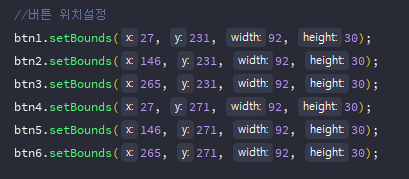 //버튼 위치설정
btn1.setBounds( x: 27, y: 231, width: 92, height: 30);
btn2.setBounds( x: 146, y: 231, width: 92, height: 30);
btn3.setBounds( x: 265, y: 231, width: 92, height: 30);
btn4.setBounds( x: 27, y: 271, width: 92, height: 30);
btn5.setBounds( x: 146, y: 271, width: 92, height: 30);
btn6.setBounds( x: 265, y: 271, width: 92, height: 30);